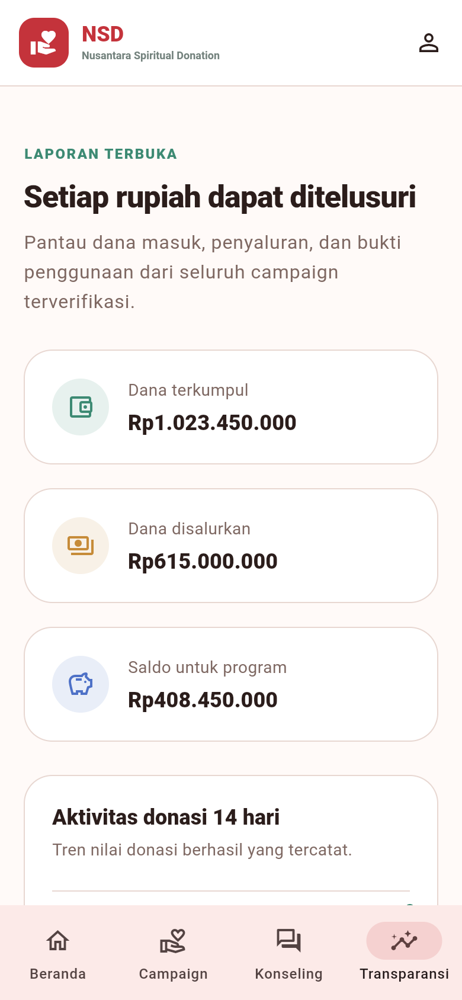 NSD
Nusantara Spiritual Donation
LAPORAN TERBUKA
Setiap rupiah dapat ditelusuri
Pantau dana masuk, penyaluran, dan bukti
penggunaan dari seluruh campaign
terverifikasi.
Dana terkumpul
Rp1.023.450.000
Dana disalurkan
Rp615.000.000
Saldo untuk program
Rp408.450.000
Aktivitas donasi 14 hari
Tren nilai donasi berhasil yang tercatat.
Beranda
Campaign
Konseling
Transparansi